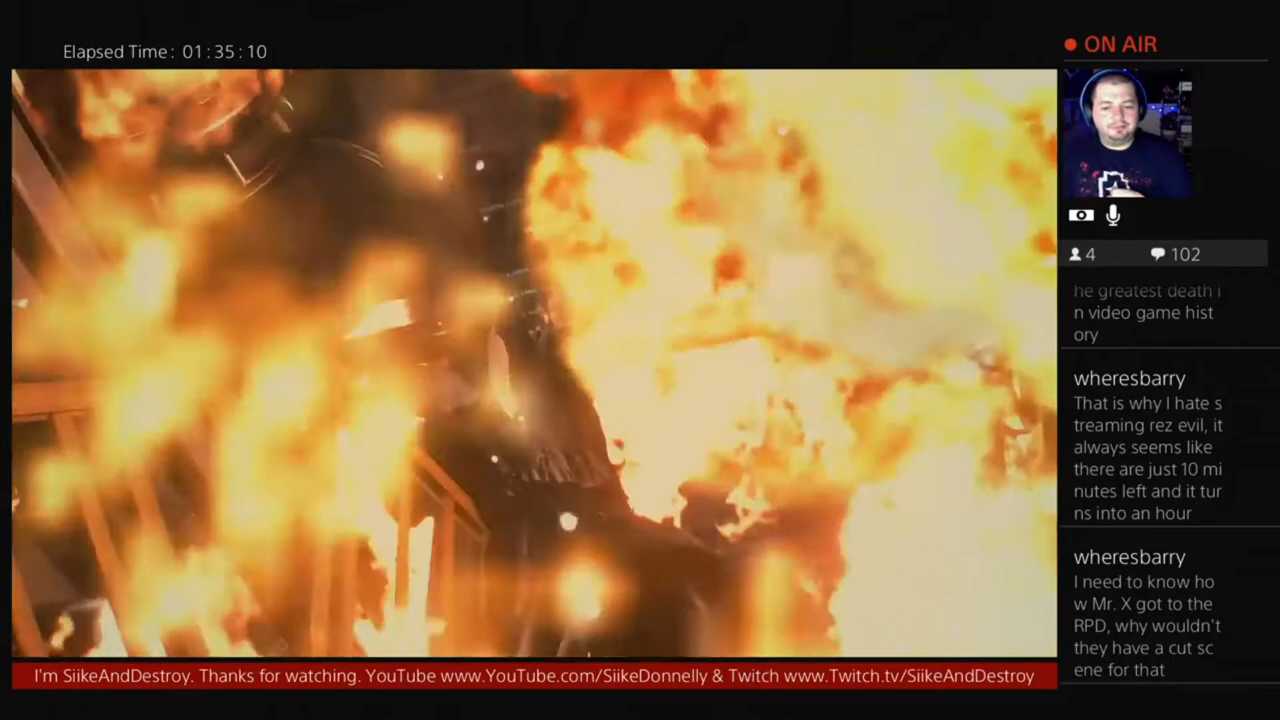 Elapsed Time: 01:35:10
ON AIR
4
102
he greatest death i
n video game hist
ory
wheresbarry
That is why I hate s
treaming rez evil, it
always seems like
there are just 10 mi
nutes left and it tur
ns into an hour
wheresbarry
I need to know ho
w Mr. X got to the
RPD, why wouldn't
they have a cut sc
ene for that
I'm SiikeAndDestroy. Thanks for watching. YouTube www.YouTube.com/SiikeDonnelly & Twitch www.Twitch.tv/SiikeAndDestroy